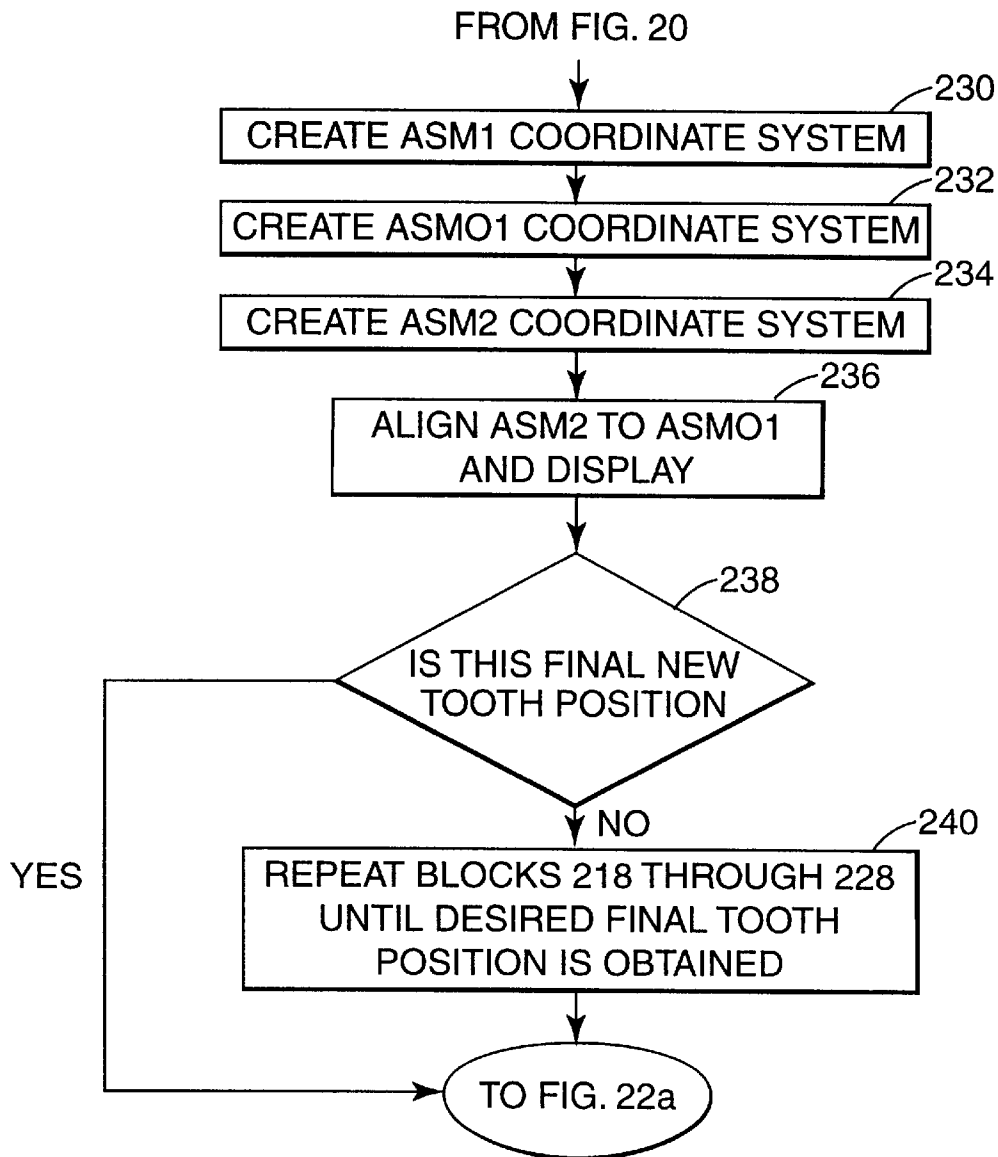 FROM FIG. 20
230
CREATE ASM1 COORDINATE SYSTEM
232
CREATE ASMO1 COORDINATE SYSTEM
234
CREATE ASM2 COORDINATE SYSTEM
236
ALIGN ASM2 TO ASMO1
AND DISPLAY
238
IS THIS FINAL NEW
TOOTH POSITION
NO
240
YES
REPEAT BLOCKS 218 THROUGH 228
UNTIL DESIRED FINAL TOOTH
POSITION IS OBTAINED
TO FIG. 22a